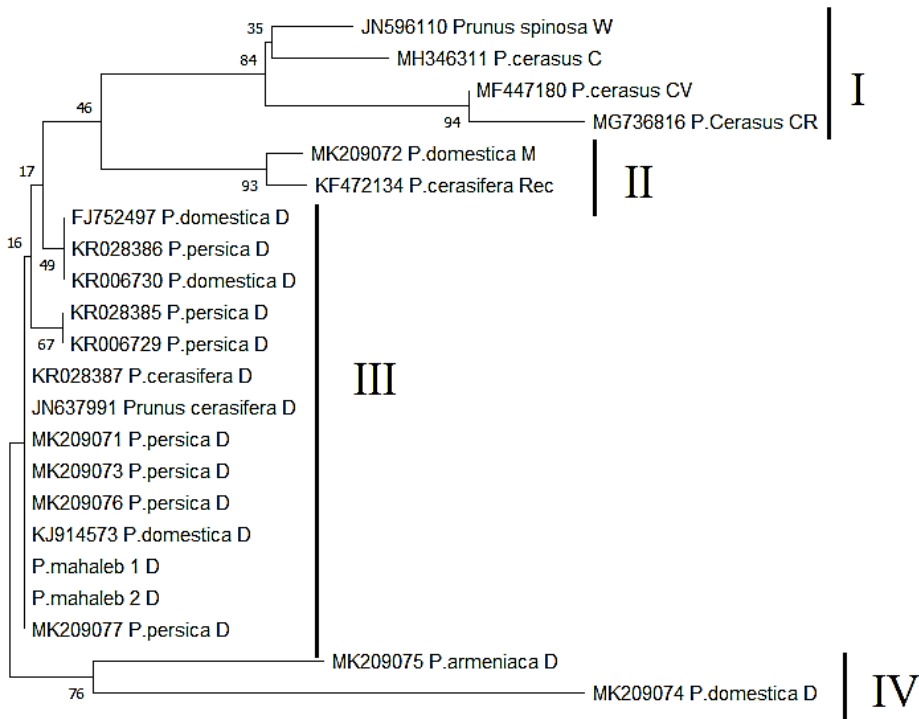 35
JN596110 Prunus spinosa W
MH346311 P.cerasus C
84
MF447180 P.cerasus CV
I
46
94
MG736816 P.Cerasus CR
MK209072 P.domestica M
17
93
KF472134 P.cerasifera Rec
II
FJ752497 P.domestica D
16
KR028386 P.persica D
49
KR006730 P.domestica D
KR028385 P.persica D
67
KR006729 P.persica D
KR028387 P.cerasifera D
III
JN637991 Prunus cerasifera D
MK209071 P.persica D
MK209073 P.persica D
MK209076 P.persica D
KJ914573 P.domestica D
P.mahaleb 1 D
P.mahaleb 2 D
MK209077 P.persica D
MK209075 P.armeniaca D
76
MK209074 P.domestica D
IV